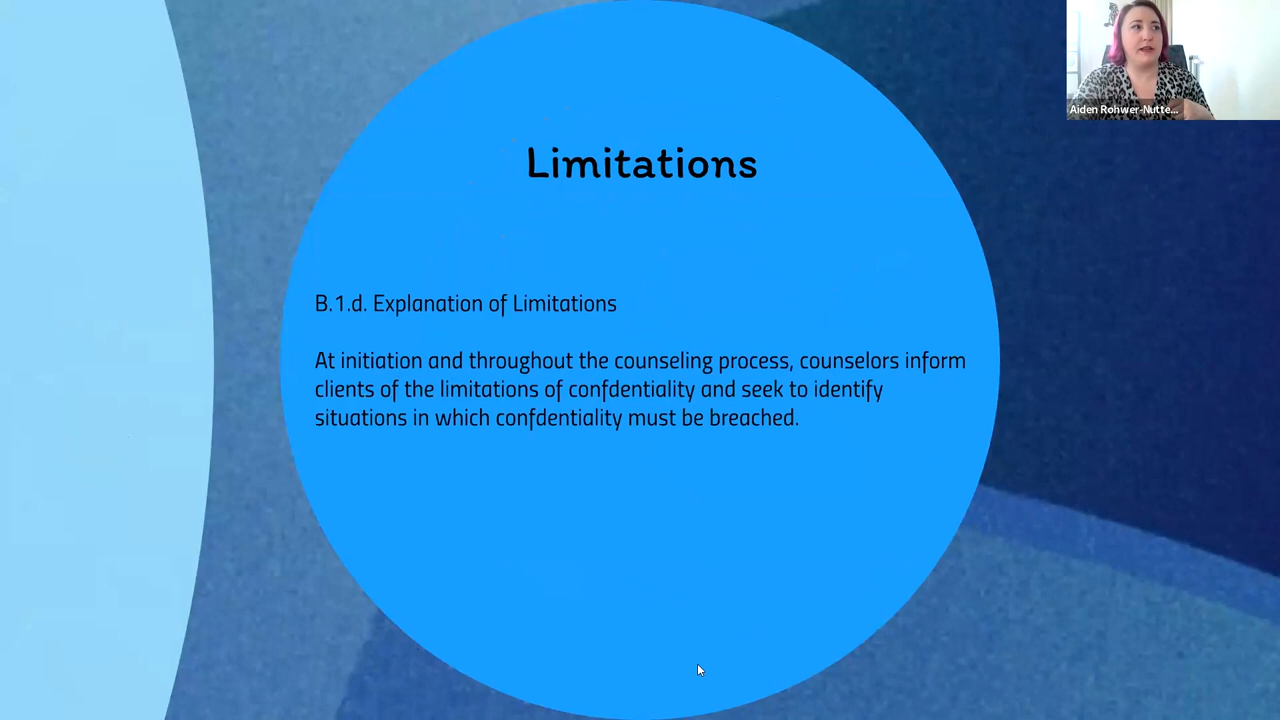 Limitations
Aiden Rohwer-Nutte...
B.1.d. Explanation of Limitations
At initiation and throughout the counseling process, counselors inform
clients of the limitations of confdentiality and seek to identify
situations in which confdentiality must be breached.